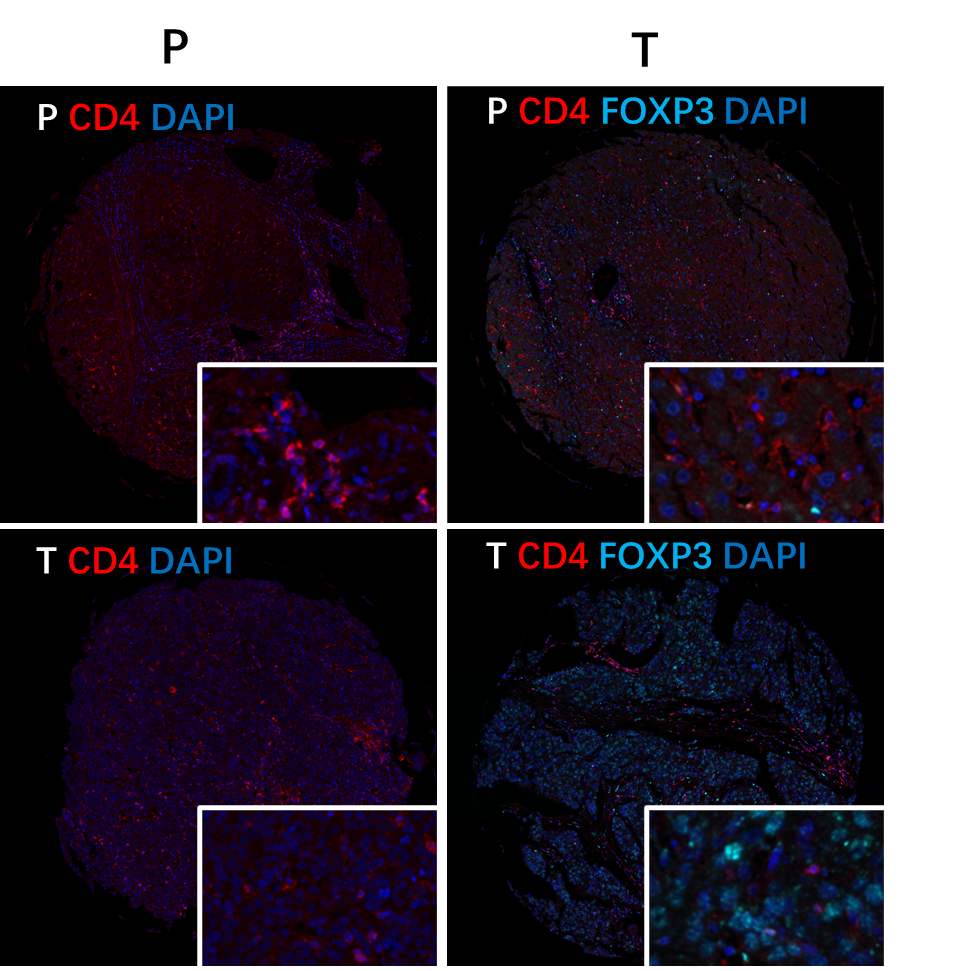 P
T
P CD4 DAPI
P CD4 FOXP3 DAPI
T CD4 DAPI
T CD4 FOXP3 DAPI